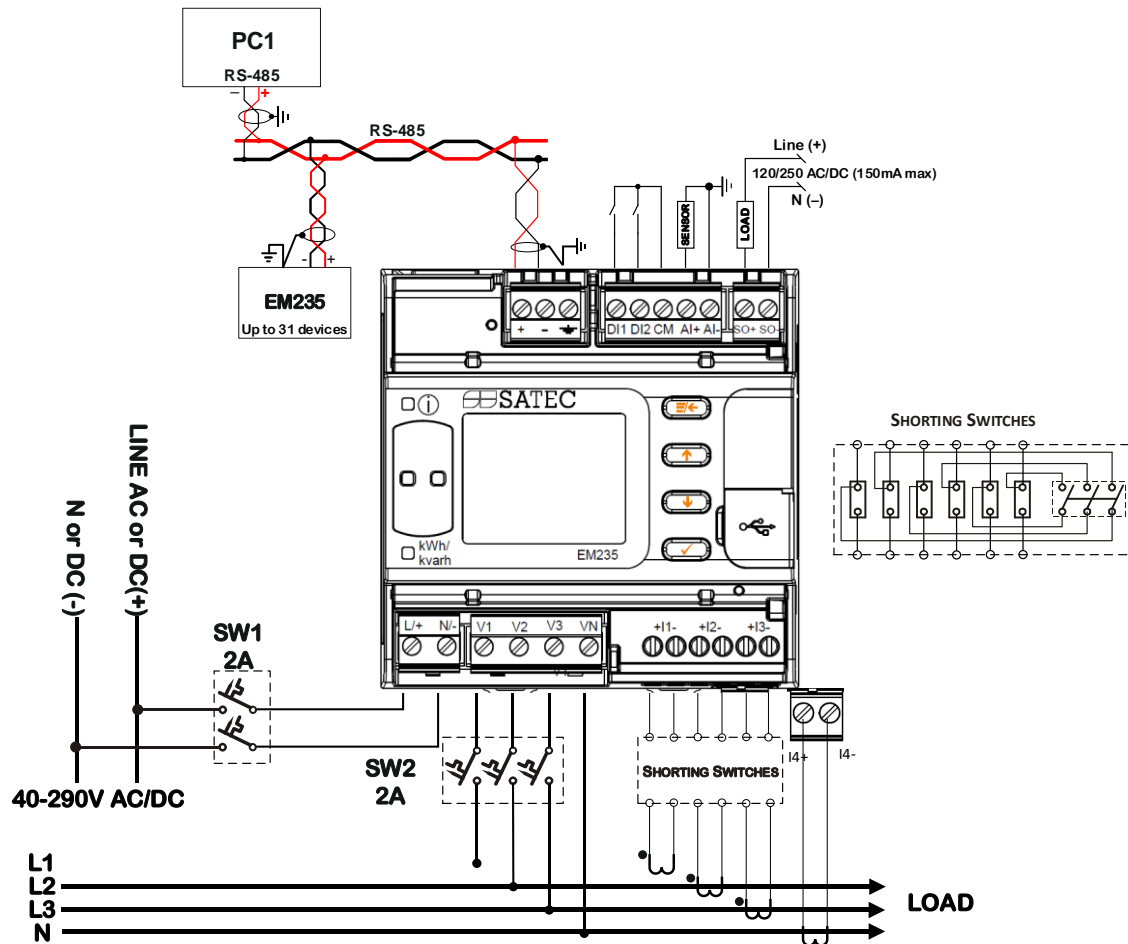 PC1
RS-485
– +
RS-485
Line (+)
120/250 AC/DC (150mA max)
N (–)
SENSOR
LOAD
- +
EM235
Up to 31 devices
+ -
DI1 DI2 CM AI+ AI-
SO+ SO-
i
SATEC
kWh/
kvarh
EM235
SHORTING SWITCHES
N or DC (-)
LINE AC or DC(+)
SW1
2A
L/+ N/-
V1 V2 V3 VN
+I1- +I2- +I3-
SW2
2A
SHORTING SWITCHES
I4+ I4-
40-290V AC/DC
L1
L2
L3
N
LOAD